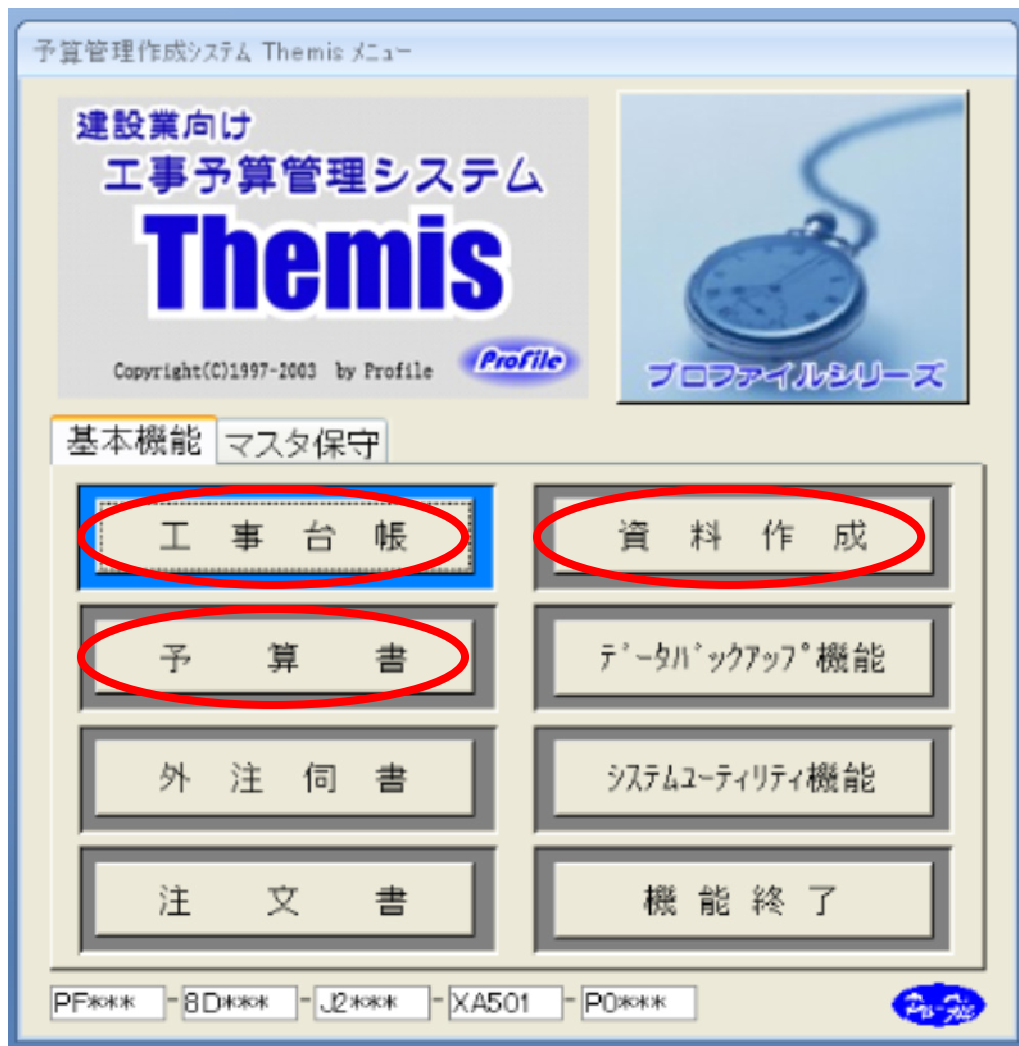 予算管理作成システム Themis メニュー
建設業向け
工事予算管理システム
Themis
Copyright(C)1997-2003 by Profile
Profile
プロファイルシリーズ
基本機能 マスタ保守
工事台帳 資料作成
予算書 データバックアップ機能
外注伺書 システムユーティリティ機能
注文書 機能終了
PF*** - 8D*** - J2*** - XA501 - P0***